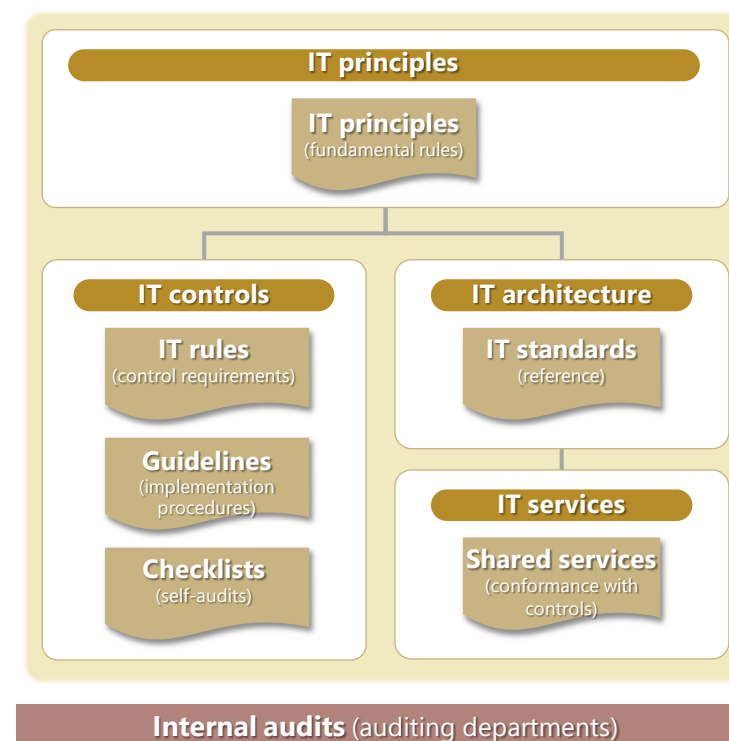 IT principles
IT principles
(fundamental rules)
IT controls
IT rules
(control requirements)
Guidelines
(implementation
procedures)
Checklists
(self-audits)
IT architecture
IT standards
(reference)
IT services
Shared services
(conformance with
controls)
Internal audits (auditing departments)